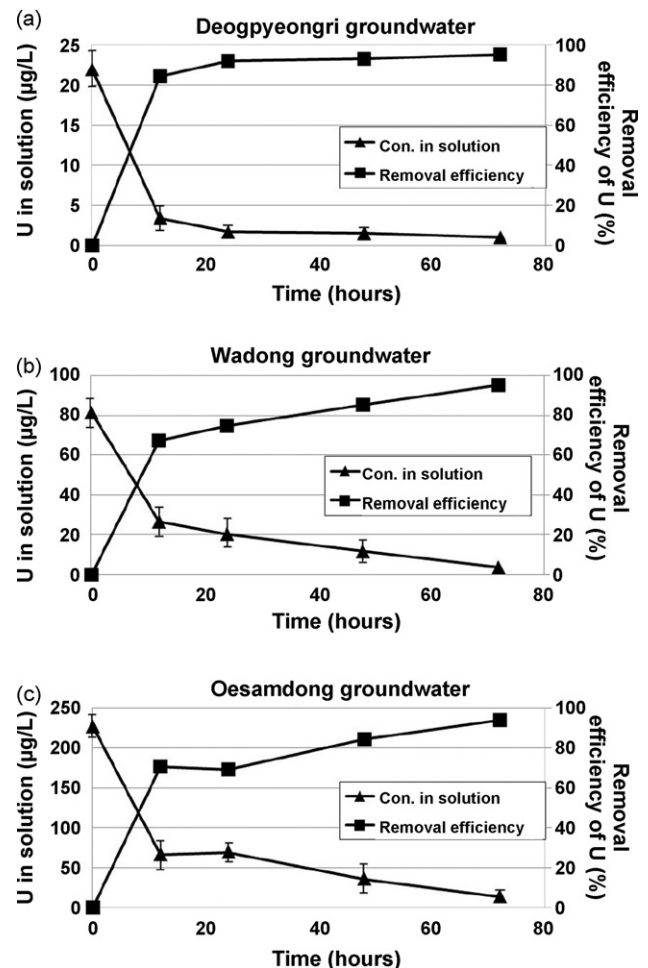 (a)
Deogpyeongri groundwater
U in solution (µg/L)
25
20
15
10
5
0
Con. in solution
Removal efficiency
100
80
60
40
20
0
Removal
efficiency of U (%)
0 20 40 60 80
Time (hours)
(b)
Wadong groundwater
U in solution (µg/L)
100
80
60
40
20
0
Con. in solution
Removal efficiency
100
80
60
40
20
0
Removal
efficiency of U (%)
0 20 40 60 80
Time (hours)
(c)
Oesamdong groundwater
U in solution (µg/L)
250
200
150
100
50
0
Con. in solution
Removal efficiency
100
80
60
40
20
0
Removal
efficiency of U (%)
0 20 40 60 80
Time (hours)